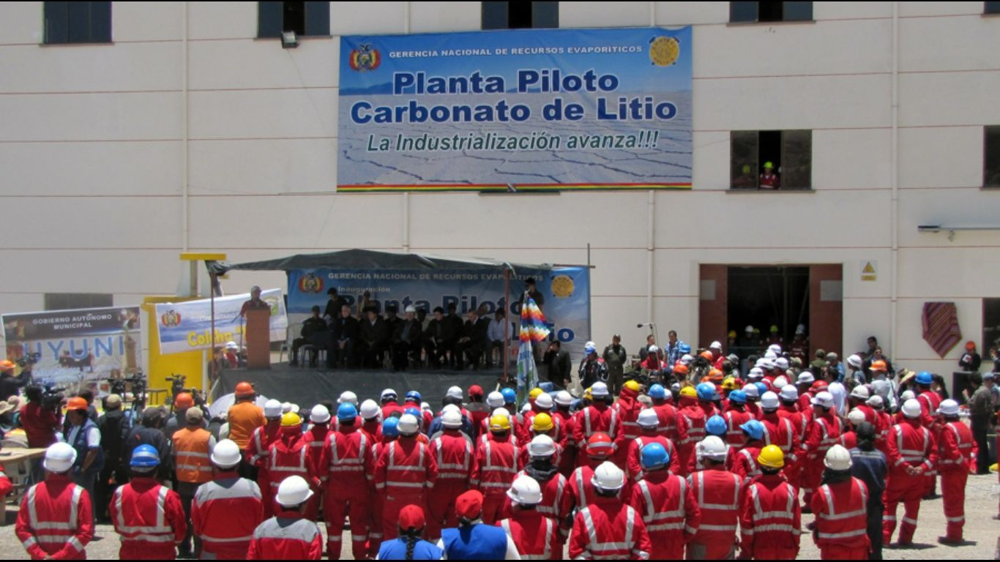 GERENCIA NACIONAL DE RECURSOS EVAPORÍTICOS
Planta Piloto
Carbonato de Litio
La Industrialización avanza!!!
GERENCIA NACIONAL DE RECURSOS EVAPORÍTICOS
Inauguración
Planta Piloto
Litio
GOBIERNO AUTÓNOMO
MUNICIPAL
UYUNI
Colcha "K"